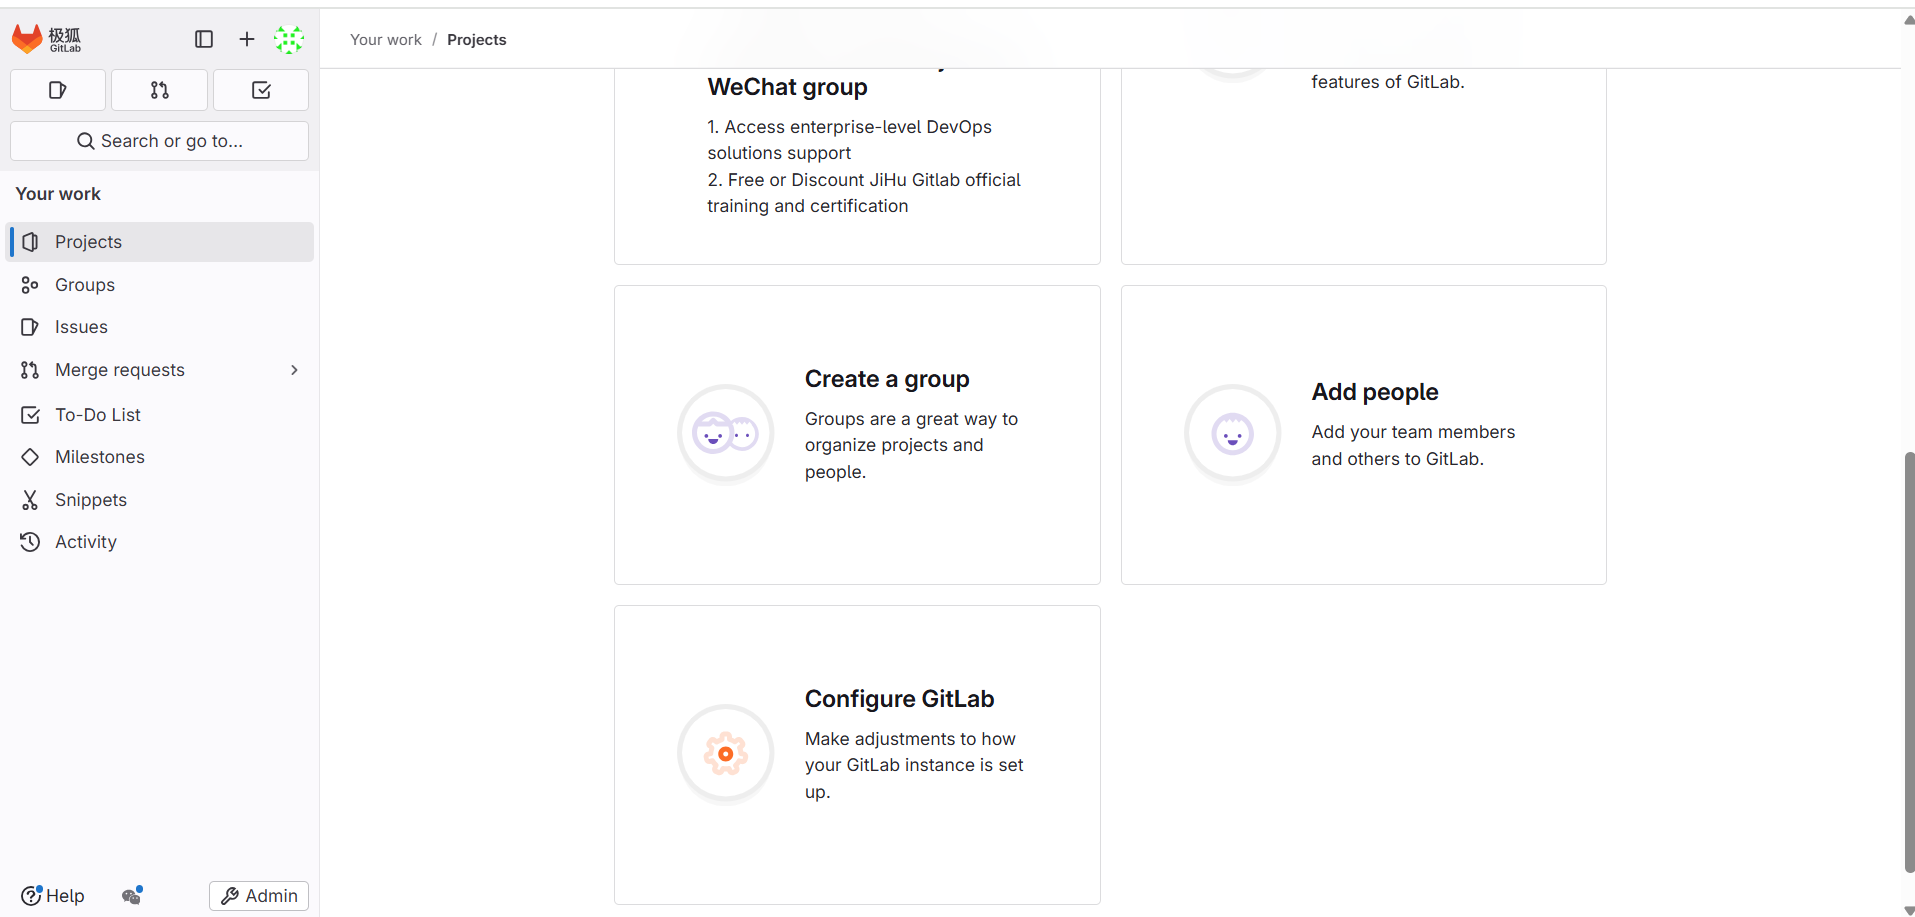 极狐
GitLab
Search or go to...
Your work
Projects
Groups
Issues
Merge requests
To-Do List
Milestones
Snippets
Activity
Help
Admin
Your work / Projects
WeChat group
1. Access enterprise-level DevOps
solutions support
2. Free or Discount JiHu Gitlab official
training and certification
features of GitLab.
Create a group
Groups are a great way to
organize projects and
people.
Add people
Add your team members
and others to GitLab.
Configure GitLab
Make adjustments to how
your GitLab instance is set
up.